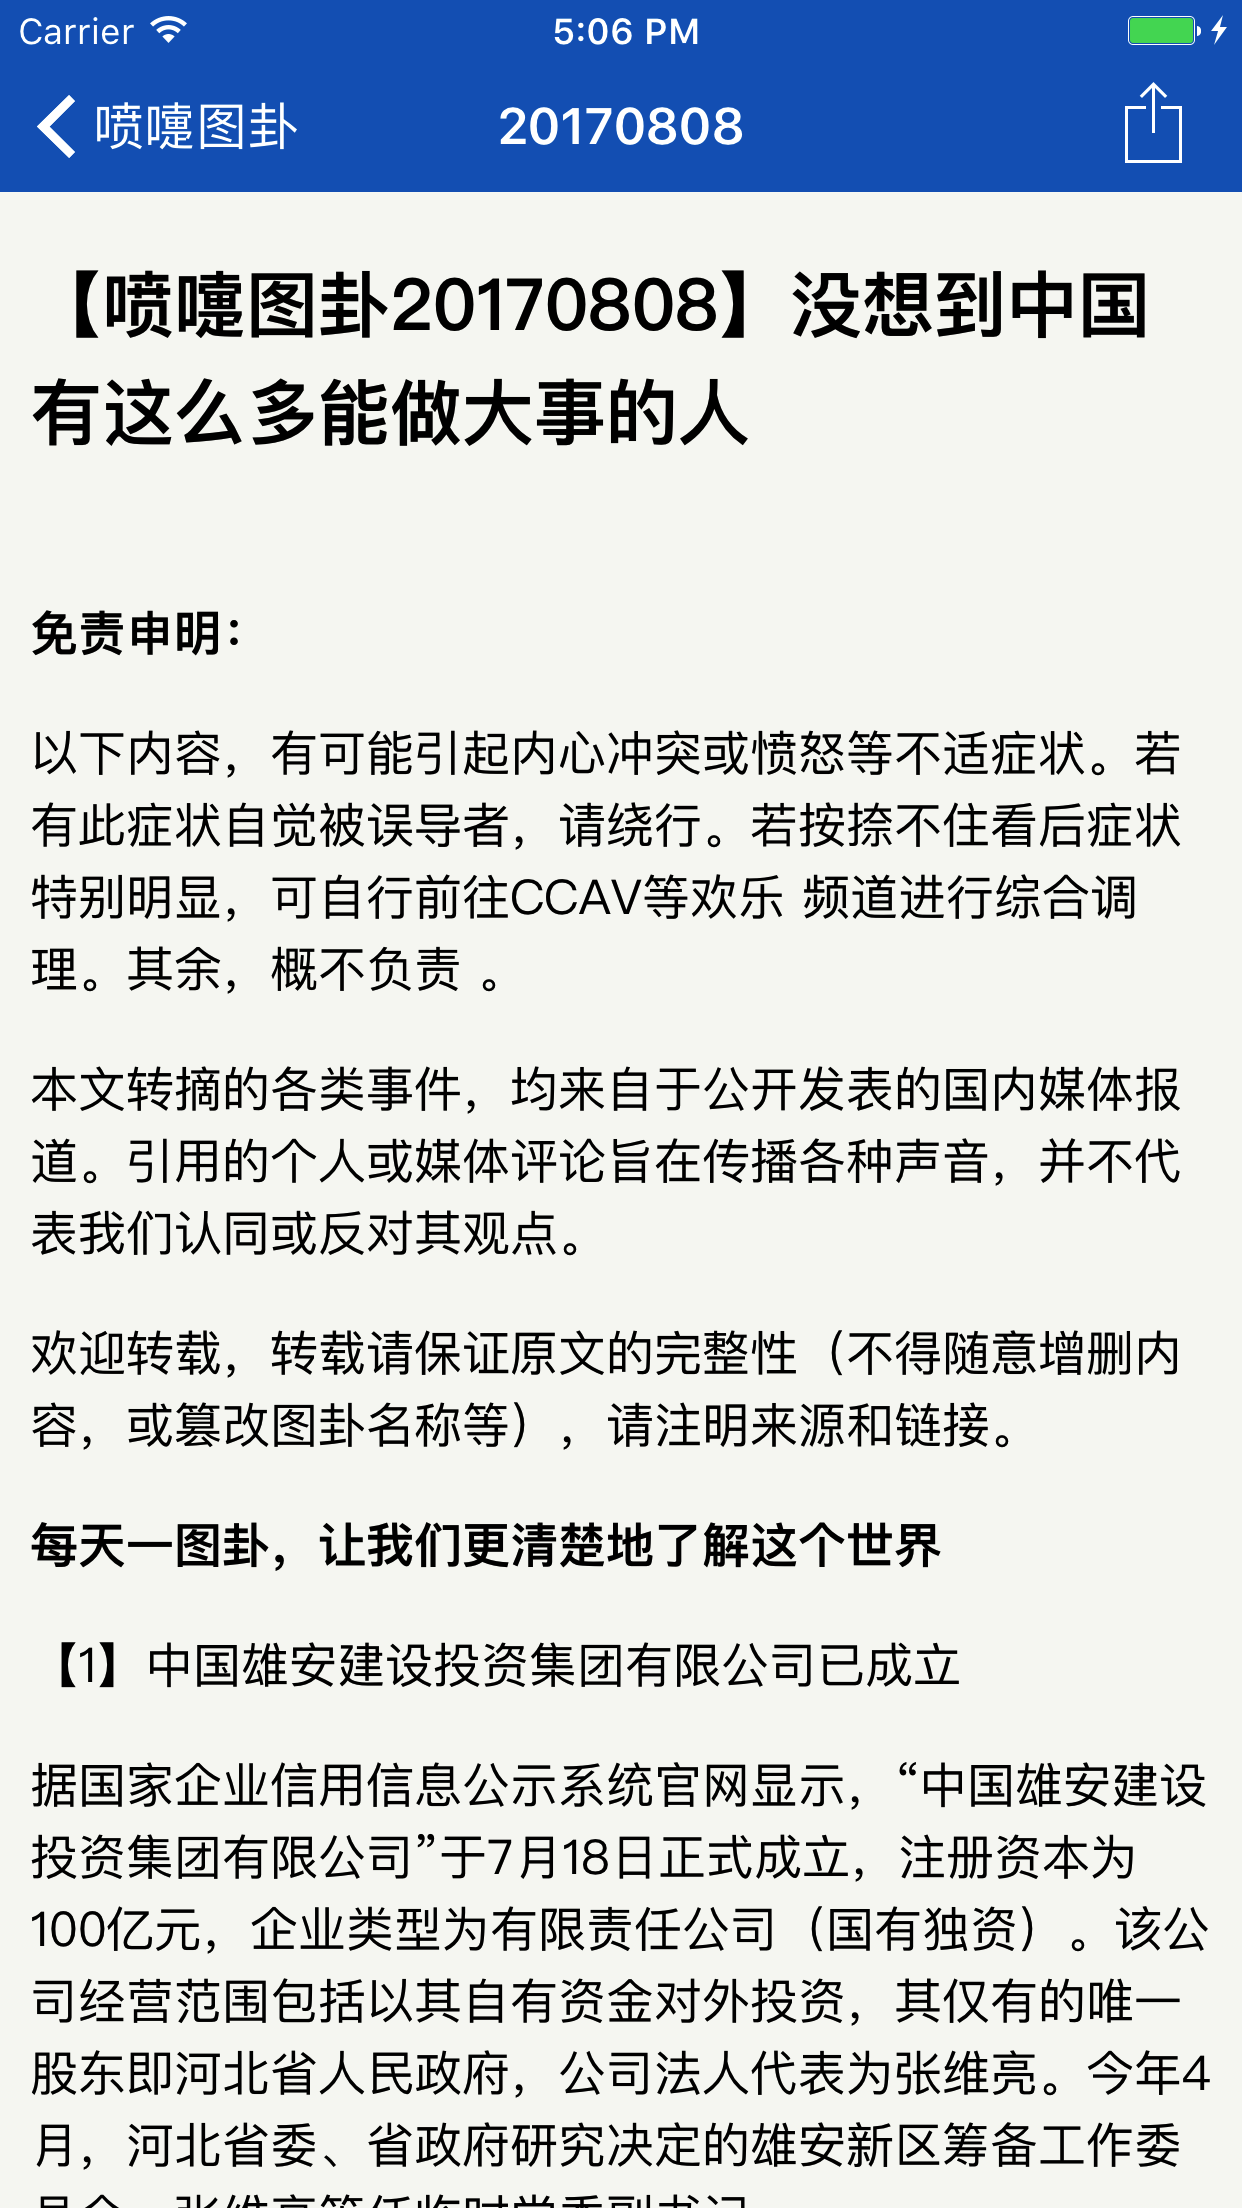 Carrier 5:06 PM
喷嚏图卦 20170808
【喷嚏图卦20170808】没想到中国
有这么多能做大事的人
免责申明：
以下内容，有可能引起内心冲突或愤怒等不适症状。若
有此症状自觉被误导者，请绕行。若按捺不住看后症状
特别明显，可自行前往CCAV等欢乐 频道进行综合调
理。其余，概不负责 。
本文转摘的各类事件，均来自于公开发表的国内媒体报
道。引用的个人或媒体评论旨在传播各种声音，并不代
表我们认同或反对其观点。
欢迎转载，转载请保证原文的完整性（不得随意增删内
容，或篡改图卦名称等），请注明来源和链接。
每天一图卦，让我们更清楚地了解这个世界
【1】中国雄安建设投资集团有限公司已成立
据国家企业信用信息公示系统官网显示，“中国雄安建设
投资集团有限公司”于7月18日正式成立，注册资本为
100亿元，企业类型为有限责任公司（国有独资）。该公
司经营范围包括以其自有资金对外投资，其仅有的唯一
股东即河北省人民政府，公司法人代表为张维亮。今年4
月，河北省委、省政府研究决定的雄安新区筹备工作委
员会，张维亮等任临时党委副书记